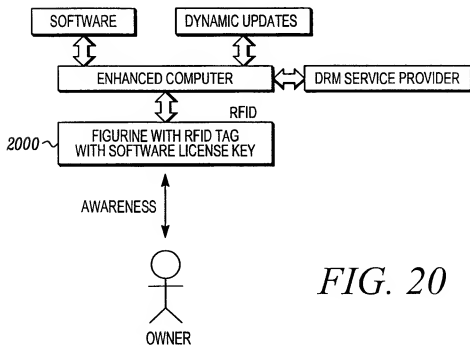 SOFTWARE
DYNAMIC UPDATES
ENHANCED COMPUTER
DRM SERVICE PROVIDER
RFID
2000
FIGURINE WITH RFID TAG
WITH SOFTWARE LICENSE KEY
AWARENESS
OWNER
FIG. 20